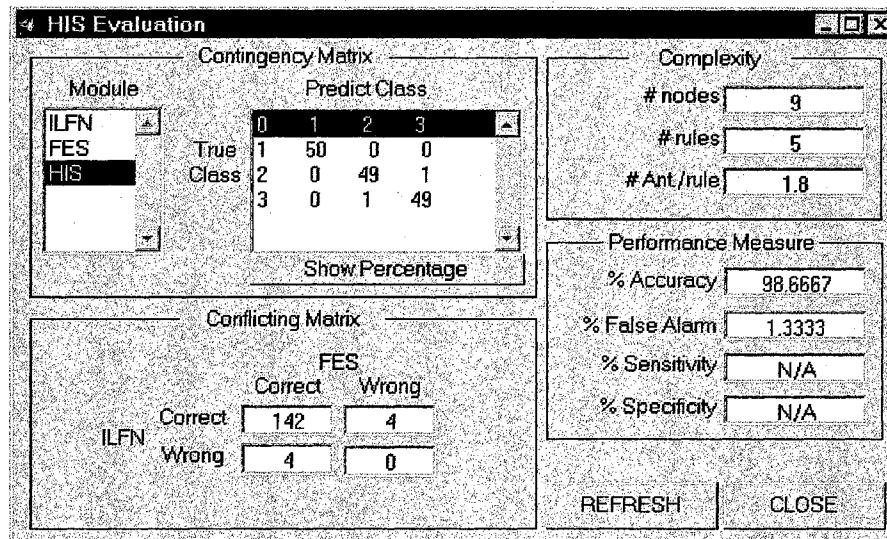 HIS Evaluation
Contingency Matrix
Module
Predict Class
ILFN
FES
HIS
True
Class
0 1 2 3
1 50 0 0
2 0 49 1
3 0 1 49
Show Percentage
Complexity
# nodes 9
# rules 5
# Ant./rule 1.8
Conflicting Matrix
FES
Correct Wrong
ILFN
Correct 142 4
Wrong 4 0
Performance Measure
% Accuracy 98.6667
% False Alarm 1.3333
% Sensitivity N/A
% Specificity N/A
REFRESH CLOSE